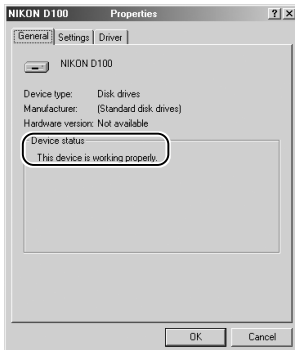 NIKON D100 Properties ? X
General Settings Driver
NIKON D100
Device type: Disk drives
Manufacturer: (Standard disk drives)
Hardware version: Not available
Device status
This device is working properly.
OK Cancel